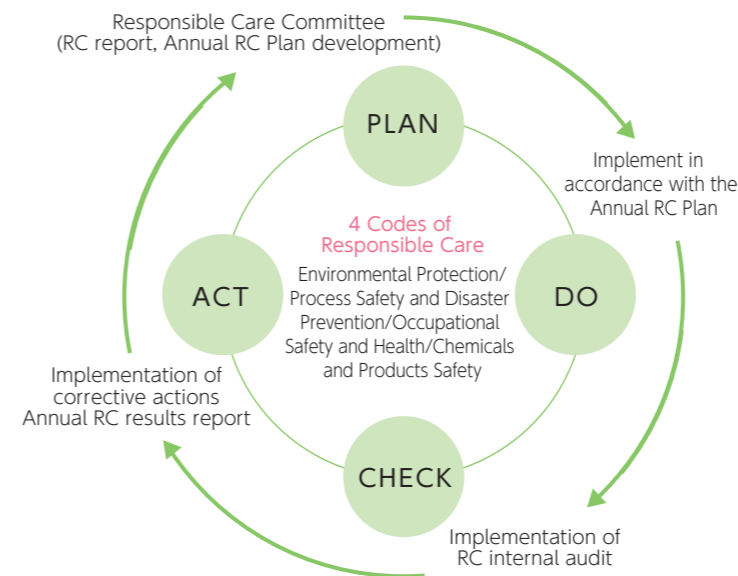 Responsible Care Committee
(RC report, Annual RC Plan development)
PLAN
Implement in
accordance with the
Annual RC Plan
4 Codes of
Responsible Care
Environmental Protection/
Process Safety and Disaster
Prevention/Occupational
Safety and Health/Chemicals
and Products Safety
ACT
DO
Implementation of
corrective actions
Annual RC results report
CHECK
Implementation of
RC internal audit